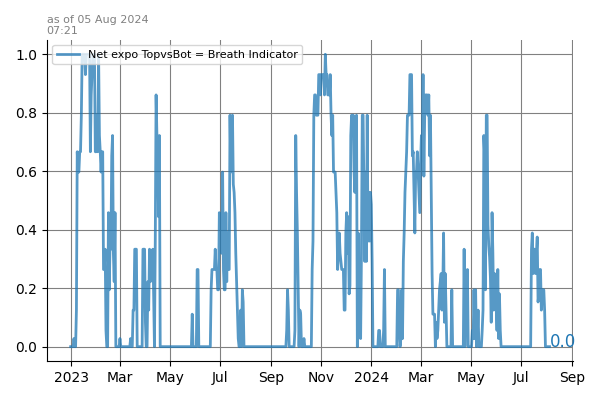 as of 05 Aug 2024
07:21
Net expo TopvsBot = Breath Indicator
1.0
0.8
0.6
0.4
0.2
0.0
0.0
2023 Mar May Jul Sep Nov 2024 Mar May Jul Sep